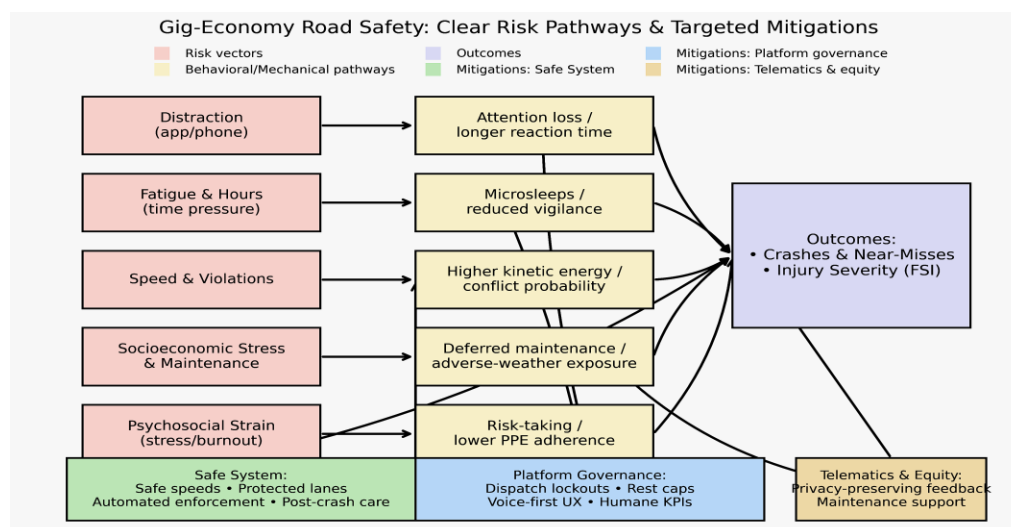 Gig-Economy Road Safety: Clear Risk Pathways & Targeted Mitigations
Risk vectors
Behavioral/Mechanical pathways
Outcomes
Mitigations: Safe System
Mitigations: Platform governance
Mitigations: Telematics & equity
Distraction
(app/phone)
Attention loss /
longer reaction time
Fatigue & Hours
(time pressure)
Microsleeps /
reduced vigilance
Speed & Violations
Higher kinetic energy /
conflict probability
Socioeconomic Stress
& Maintenance
Deferred maintenance /
adverse-weather exposure
Psychosocial Strain
(stress/burnout)
Risk-taking /
lower PPE adherence
Outcomes:
• Crashes & Near-Misses
• Injury Severity (FSI)
Safe System:
Safe speeds • Protected lanes
Automated enforcement • Post-crash care
Platform Governance:
Dispatch lockouts • Rest caps
Voice-first UX • Humane KPIs
Telematics & Equity:
Privacy-preserving feedback
Maintenance support